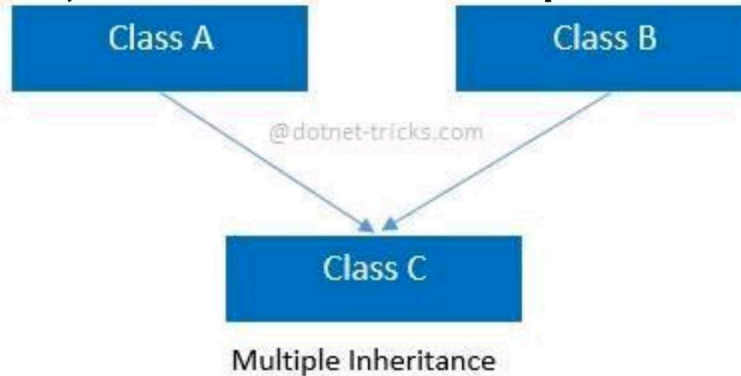 Class A
Class B
@dotnet-tricks.com
Class C
Multiple Inheritance